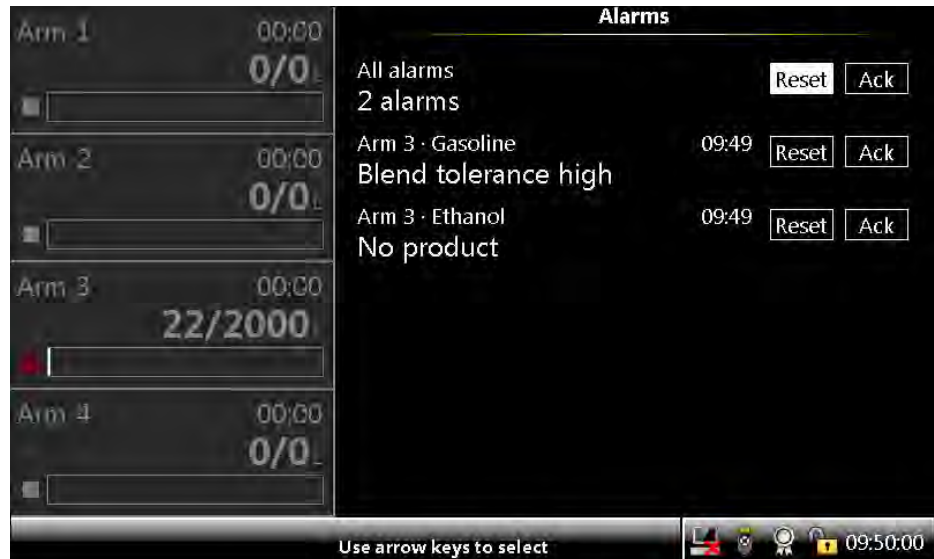 Arm 1 00:00
0/0 L
Arm 2 00:00
0/0 L
Arm 3 00:00
22/2000 L
Arm 4 00:00
0/0 L
Alarms
All alarms Reset Ack
2 alarms
Arm 3 · Gasoline 09:49 Reset Ack
Blend tolerance high
Arm 3 · Ethanol 09:49 Reset Ack
No product
Use arrow keys to select 09:50:00